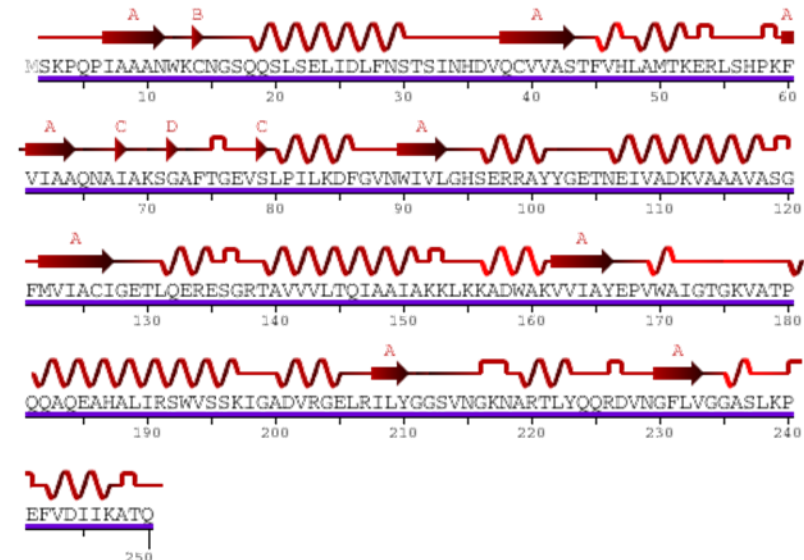 A B A A
MSKPQPIAAANWKCNGSQQSLSELIDLFNSTSINHDVQCVVASTFVHLAMTKERLSHPKF
10 20 30 40 50 60
A C D C A
VIAAQNAIAKSGAFTGEVSLPILKDFGVNWIVLGHSERRAYYGETNEIVADKVAAAVASG
70 80 90 100 110 120
A A
FMVIACIGETLQERESGRTAVVVLTQIAAIAKKLKKADWAKVVIAYEPVWAIGTGKVATP
130 140 150 160 170 180
A A
QQAQEAHALIRSWVSSKIGADVRGELRILYGGSVNGKNARTLYQQRDVNGFLVGGASLKP
190 200 210 220 230 240
EFVDIIKATQ
250